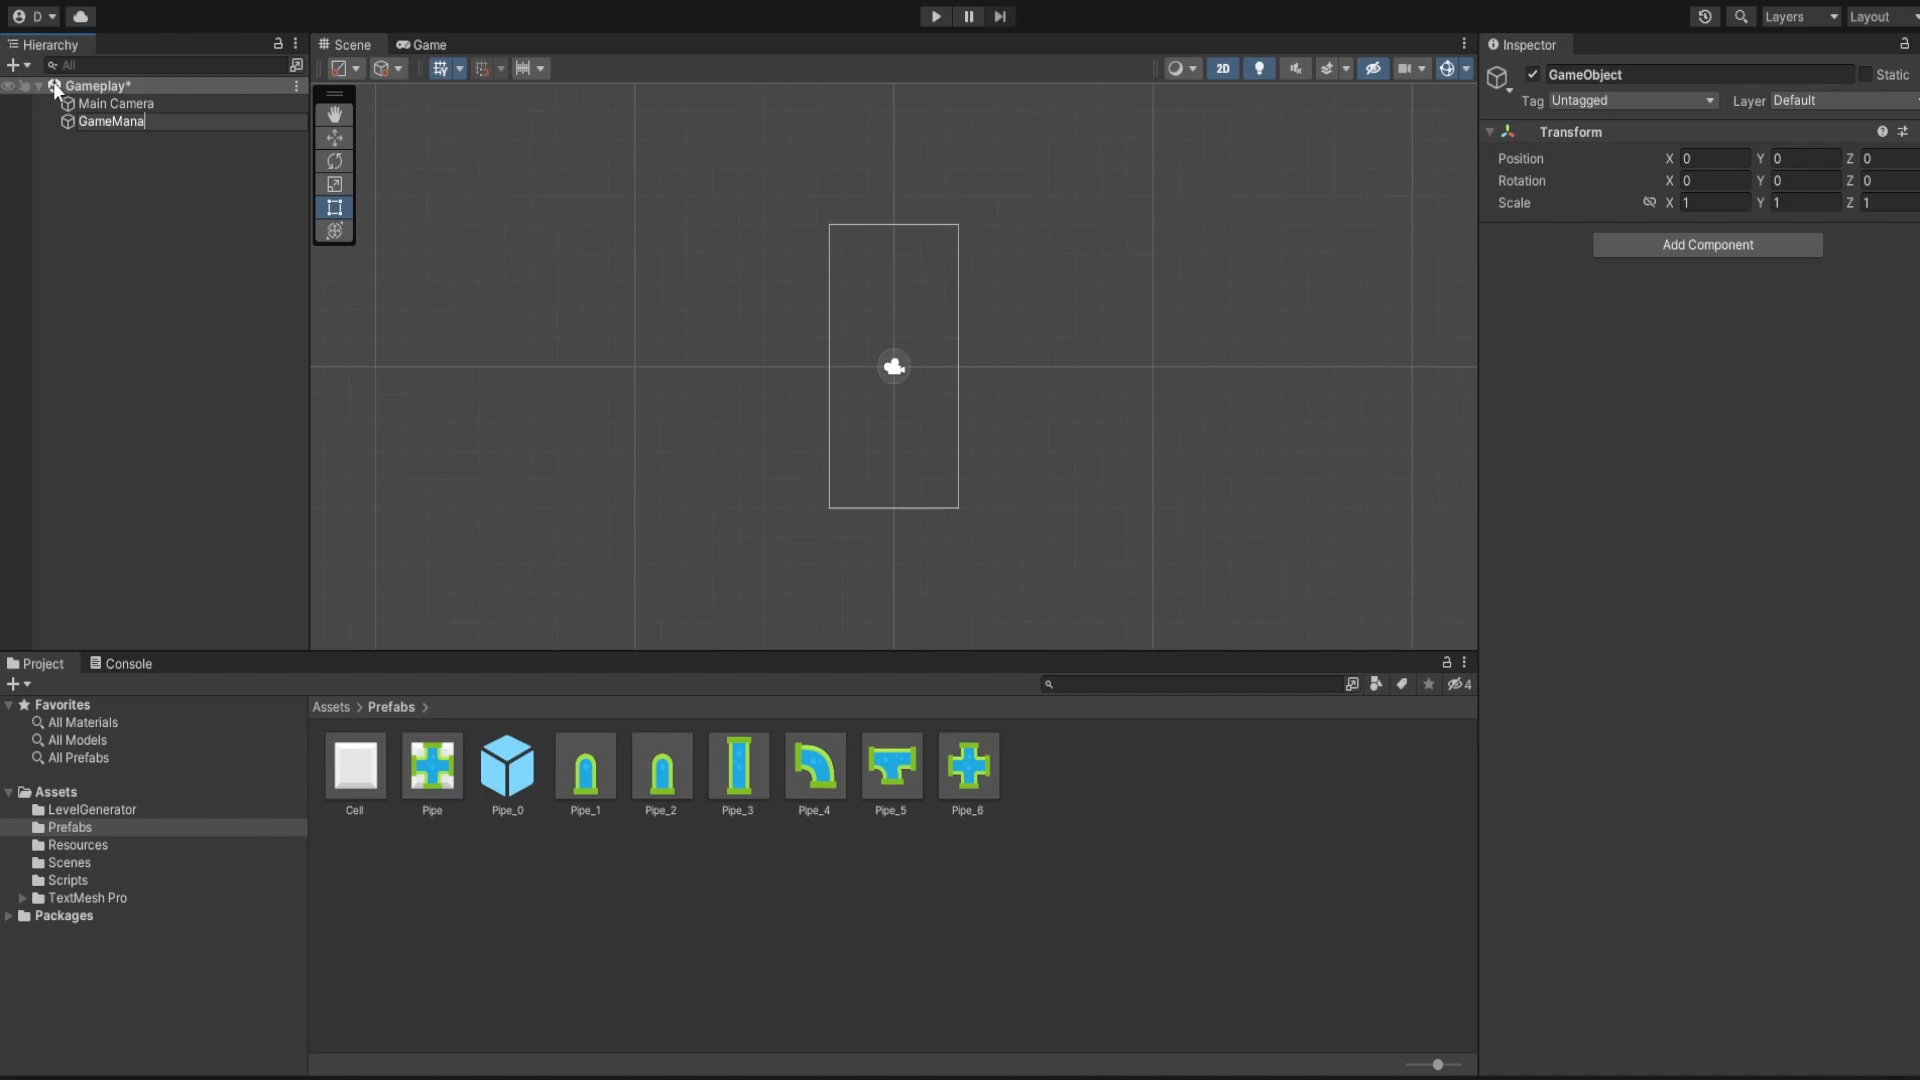 D
Layers
Layout
Hierarchy
All
Gameplay*
Main Camera
GameMana
Scene
Game
2D
Inspector
GameObject
Static
Tag Untagged
Layer Default
Transform
Position X 0 Y 0 Z 0
Rotation X 0 Y 0 Z 0
Scale X 1 Y 1 Z 1
Add Component
Project
Console
4
Favorites
All Materials
All Models
All Prefabs
Assets
LevelGenerator
Prefabs
Resources
Scenes
Scripts
TextMesh Pro
Packages
Assets > Prefabs >
Cell
Pipe
Pipe_0
Pipe_1
Pipe_2
Pipe_3
Pipe_4
Pipe_5
Pipe_6